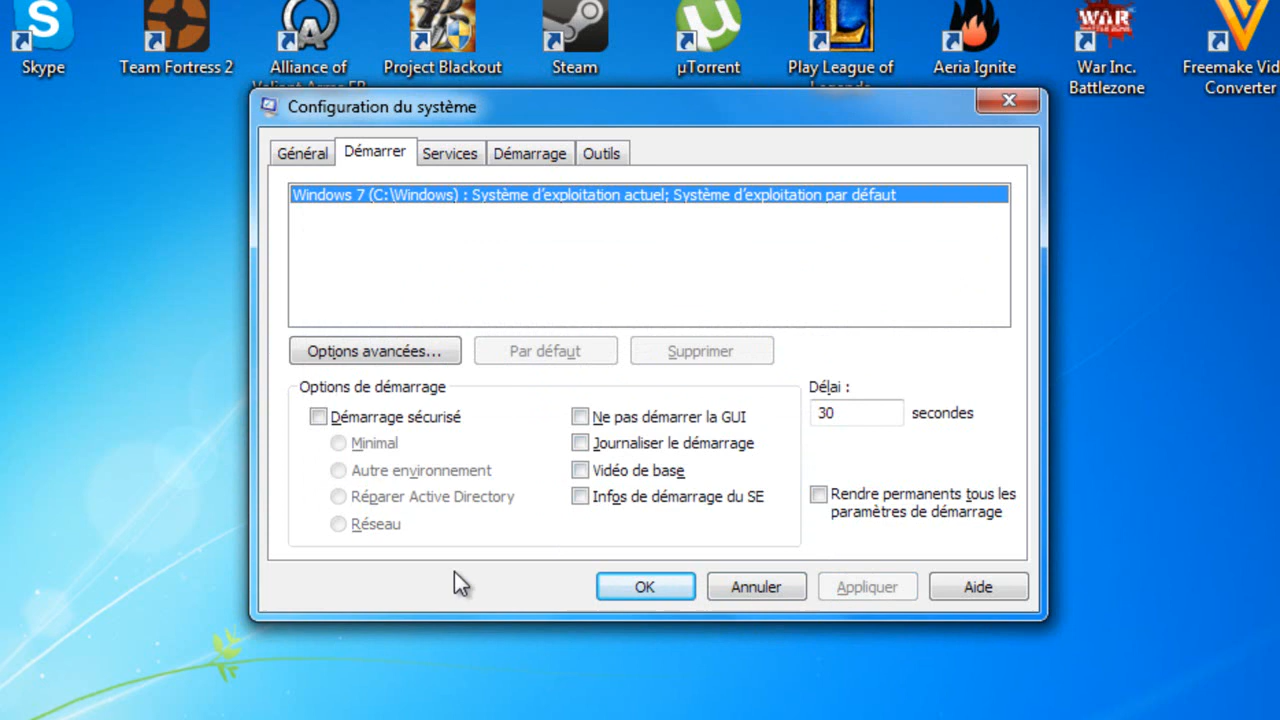 Skype
Team Fortress 2
Alliance of
Project Blackout
Steam
µTorrent
Play League of
Aeria Ignite
War Inc.
Battlezone
Freemake Vid
Converter
WAR
Configuration du système
Général
Démarrer
Services
Démarrage
Outils
Windows 7 (C:\Windows) : Système d'exploitation actuel; Système d'exploitation par défaut
Options avancées...
Par défaut
Supprimer
Options de démarrage
Délai :
Démarrage sécurisé
Ne pas démarrer la GUI
30 secondes
Minimal
Journaliser le démarrage
Autre environnement
Vidéo de base
Réparer Active Directory
Infos de démarrage du SE
Rendre permanents tous les
paramètres de démarrage
Réseau
OK
Annuler
Appliquer
Aide